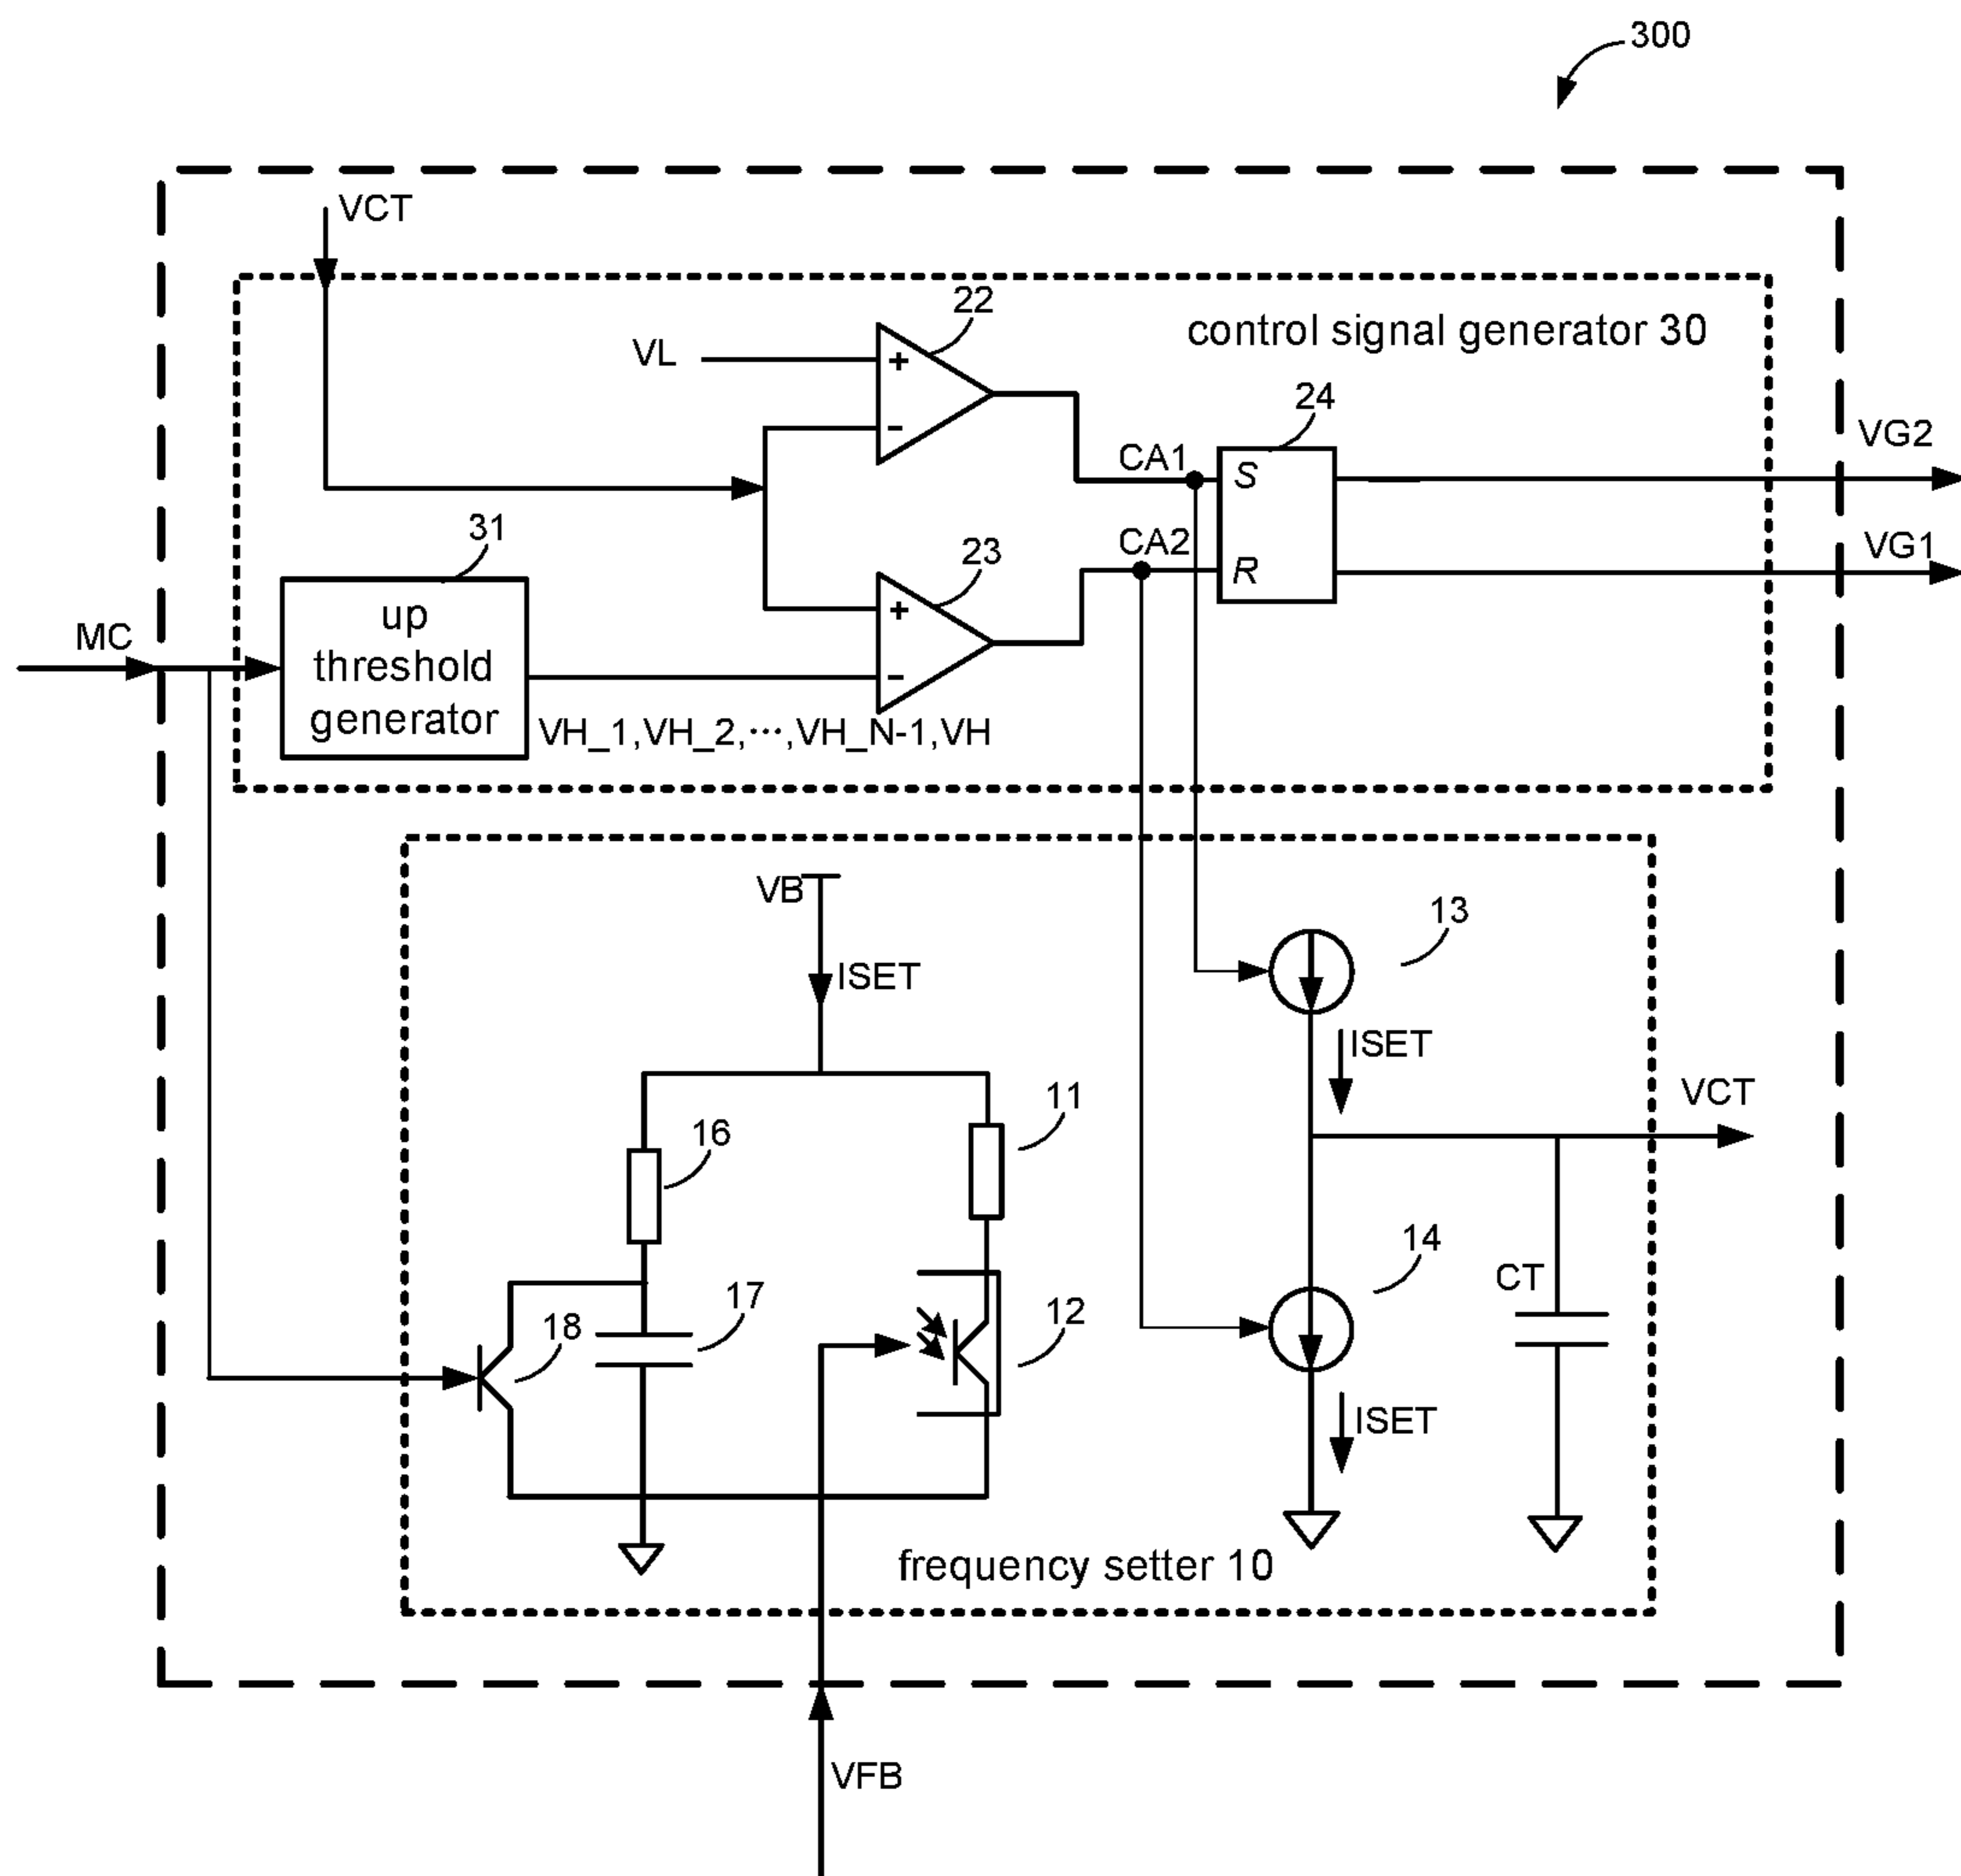 300
VCT
22
control signal generator 30
VL
+
-
24
VG2
CA1
S
31
23
CA2
VG1
R
up
threshold
generator
+
-
MC
VH_1,VH_2,···,VH_N-1,VH
VB
13
ISET
ISET
11
VCT
16
14
CT
17
12
18
ISET
frequency setter 10
VFB